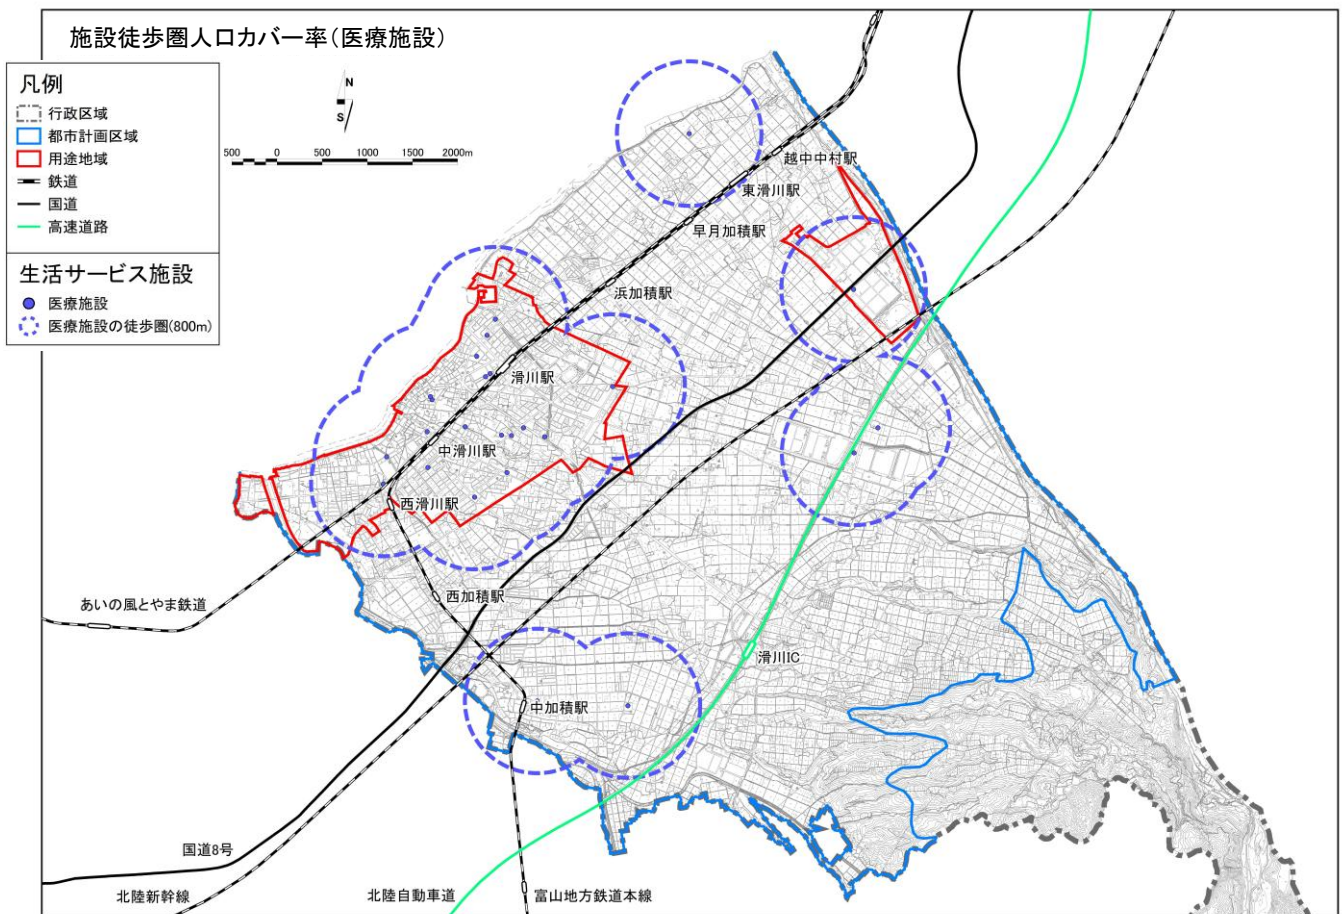 施設徒歩圏人口カバー率(医療施設)
凡例
行政区域
都市計画区域
用途地域
鉄道
国道
高速道路
生活サービス施設
医療施設
医療施設の徒歩圏(800m)
N
S
500 0 500 1000 1500 2000m
越中中村駅
東滑川駅
早月加積駅
浜加積駅
滑川駅
中滑川駅
西滑川駅
西加積駅
あいの風とやま鉄道
滑川IC
中加積駅
国道8号
北陸新幹線
北陸自動車道
富山地方鉄道本線